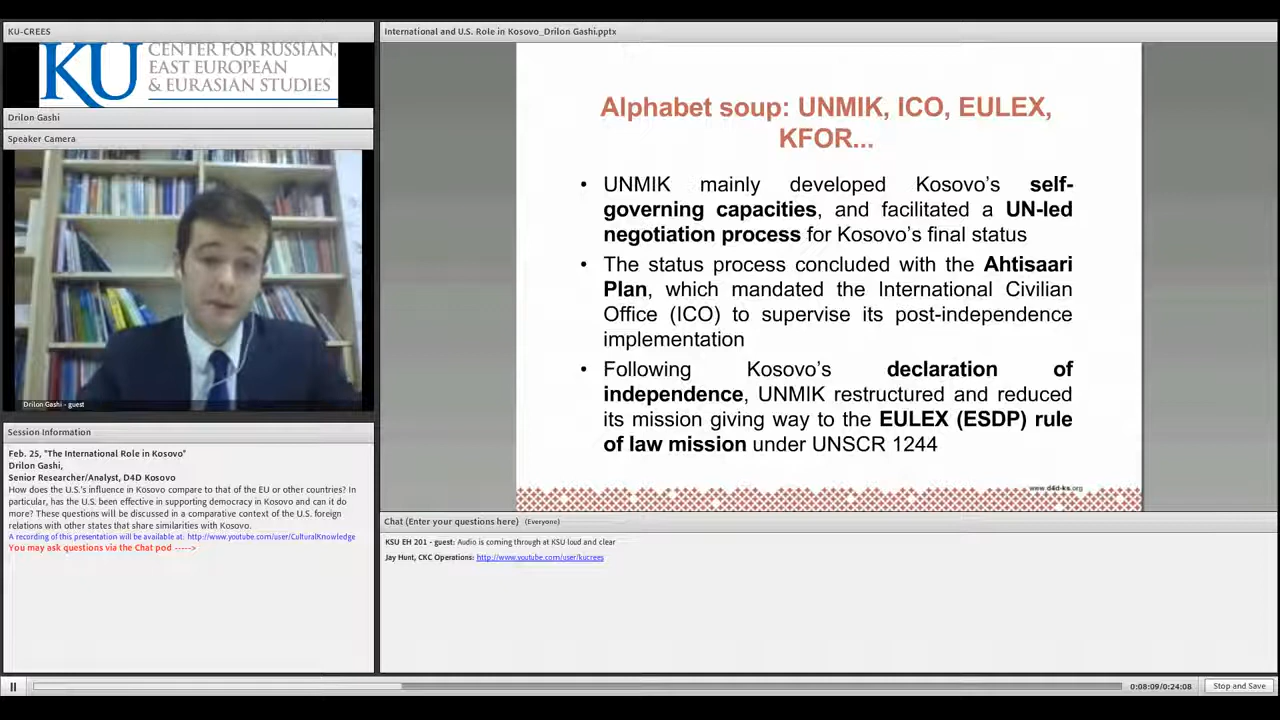 KU-CREES
KU
CENTER FOR RUSSIAN,
EAST EUROPEAN
& EURASIAN STUDIES
Drilon Gashi
Speaker Camera
Drilon Gashi - guest
Session Information
Feb. 25, "The International Role in Kosovo"
Drilon Gashi,
Senior Researcher/Analyst, D4D Kosovo
How does the U.S.'s influence in Kosovo compare to that of the EU or other countries? In
particular, has the U.S. been effective in supporting democracy in Kosovo and can it do
more? These questions will be discussed in a comparative context of the U.S. foreign
relations with other states that share similarities with Kosovo.
A recording of this presentation will be available at: http://www.youtube.com/user/CulturalKnowledge
You may ask questions via the Chat pod ----->
International and U.S. Role in Kosovo_Drilon Gashi.pptx
Alphabet soup: UNMIK, ICO, EULEX,
KFOR...
• UNMIK mainly developed Kosovo's self-
governing capacities, and facilitated a UN-led
negotiation process for Kosovo's final status
• The status process concluded with the Ahtisaari
Plan, which mandated the International Civilian
Office (ICO) to supervise its post-independence
implementation
• Following Kosovo's declaration of
independence, UNMIK restructured and reduced
its mission giving way to the EULEX (ESDP) rule
of law mission under UNSCR 1244
www.d4d-ks.org
Chat (Enter your questions here) (Everyone)
KSU EH 201 - guest: Audio is coming through at KSU loud and clear
Jay Hunt, CKC Operations: http://www.youtube.com/user/kucrees
0:08:09/0:24:08
Stop and Save